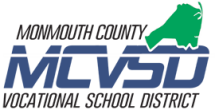 MONMOUTH COUNTY
MCVSD
VOCATIONAL SCHOOL DISTRICT